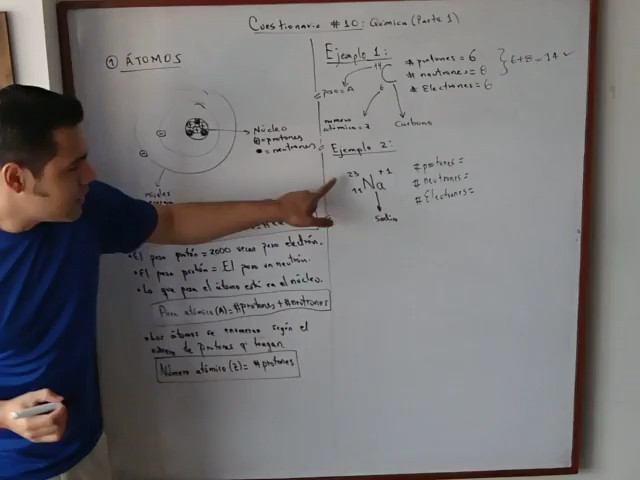 Cuestionario #10: Química (Parte 1)
① ÁTOMOS
Núcleo
⊕= protones
●= neutrones
Niveles
• El peso protón = 2000 veces peso electrón.
• El peso protón = El peso un neutrón.
• Lo que pesa el átomo está en el núcleo.
Peso atómico (A) = #protones + #neutrones
• Los átomos se enumeran según el
número de protones q' tengan
Número atómico (Z) = #protones
Ejemplo 1:
14
C
6
peso = A
numero
atómico = Z
Carbono
# protones = 6
# neutrones = 8
# Electrones = 6
6+8 = 14 ✓
Ejemplo 2:
23
Na
+1
11
Sodio
# protones =
# neutrones =
# Electrones =